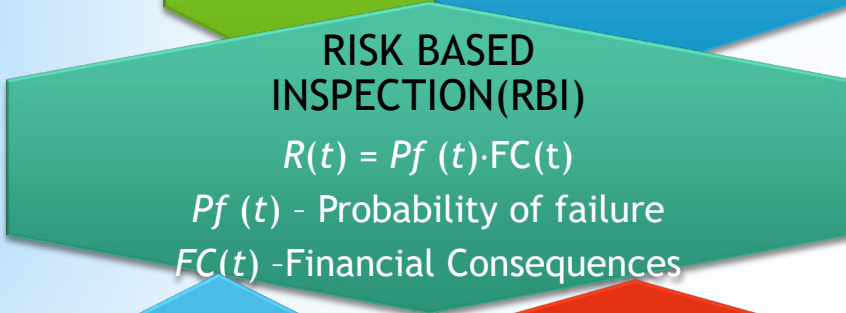 RISK BASED
INSPECTION(RBI)
R(t) = Pf (t)·FC(t)
Pf (t) – Probability of failure
FC(t) –Financial Consequences